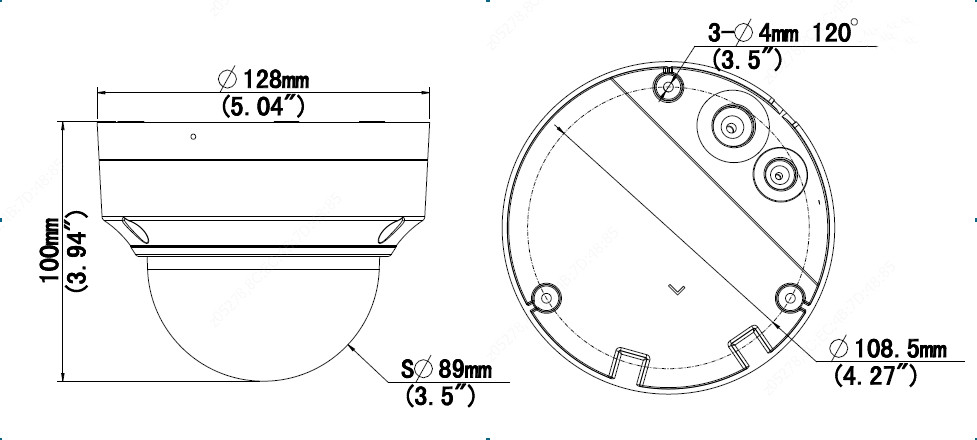 3-∅ 4mm 120°
(3.5″)
∅ 128mm
(5.04″)
100mm
(3.94″)
S∅ 89mm
(3.5″)
∅ 108.5mm
(4.27″)